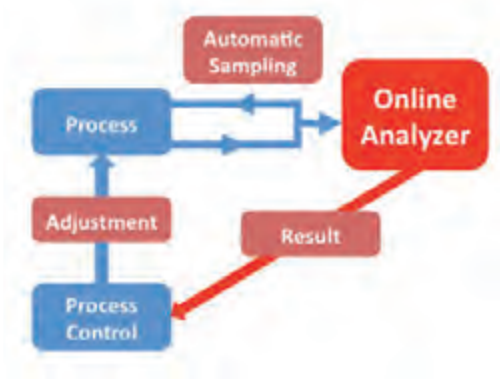 Automatic
Sampling
Online
Analyzer
Process
Adjustment
Result
Process
Control